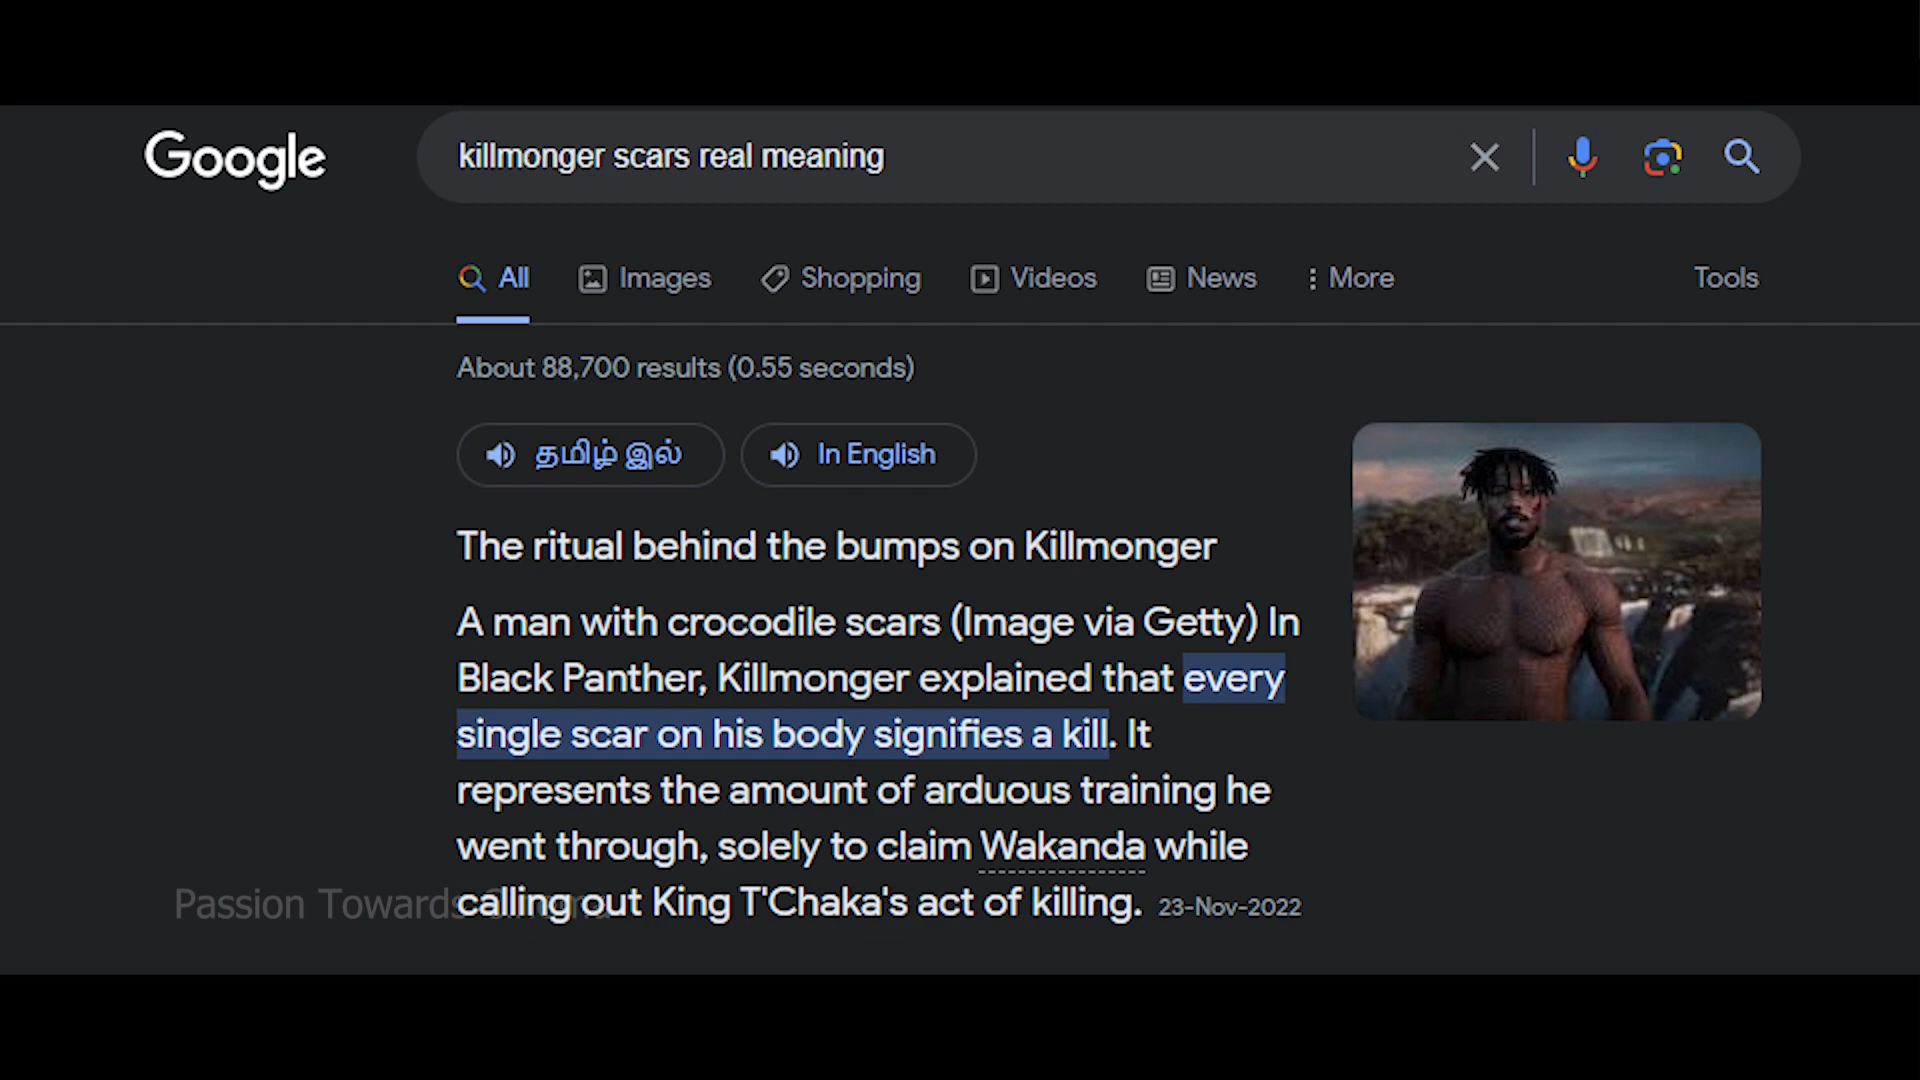 Google
killmonger scars real meaning
All Images Shopping Videos News More Tools
About 88,700 results (0.55 seconds)
தமிழ் இல் In English
The ritual behind the bumps on Killmonger
A man with crocodile scars (Image via Getty) In
Black Panther, Killmonger explained that every
single scar on his body signifies a kill. It
represents the amount of arduous training he
went through, solely to claim Wakanda while
calling out King T'Chaka's act of killing. 23-Nov-2022
Passion Towards